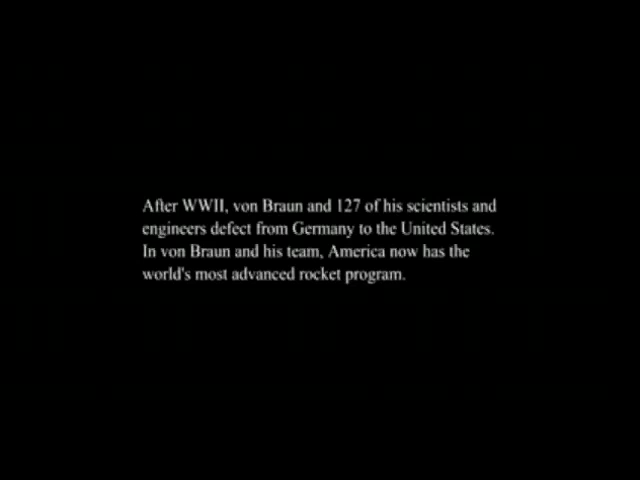 After WWII, von Braun and 127 of his scientists and
engineers defect from Germany to the United States.
In von Braun and his team, America now has the
world's most advanced rocket program.